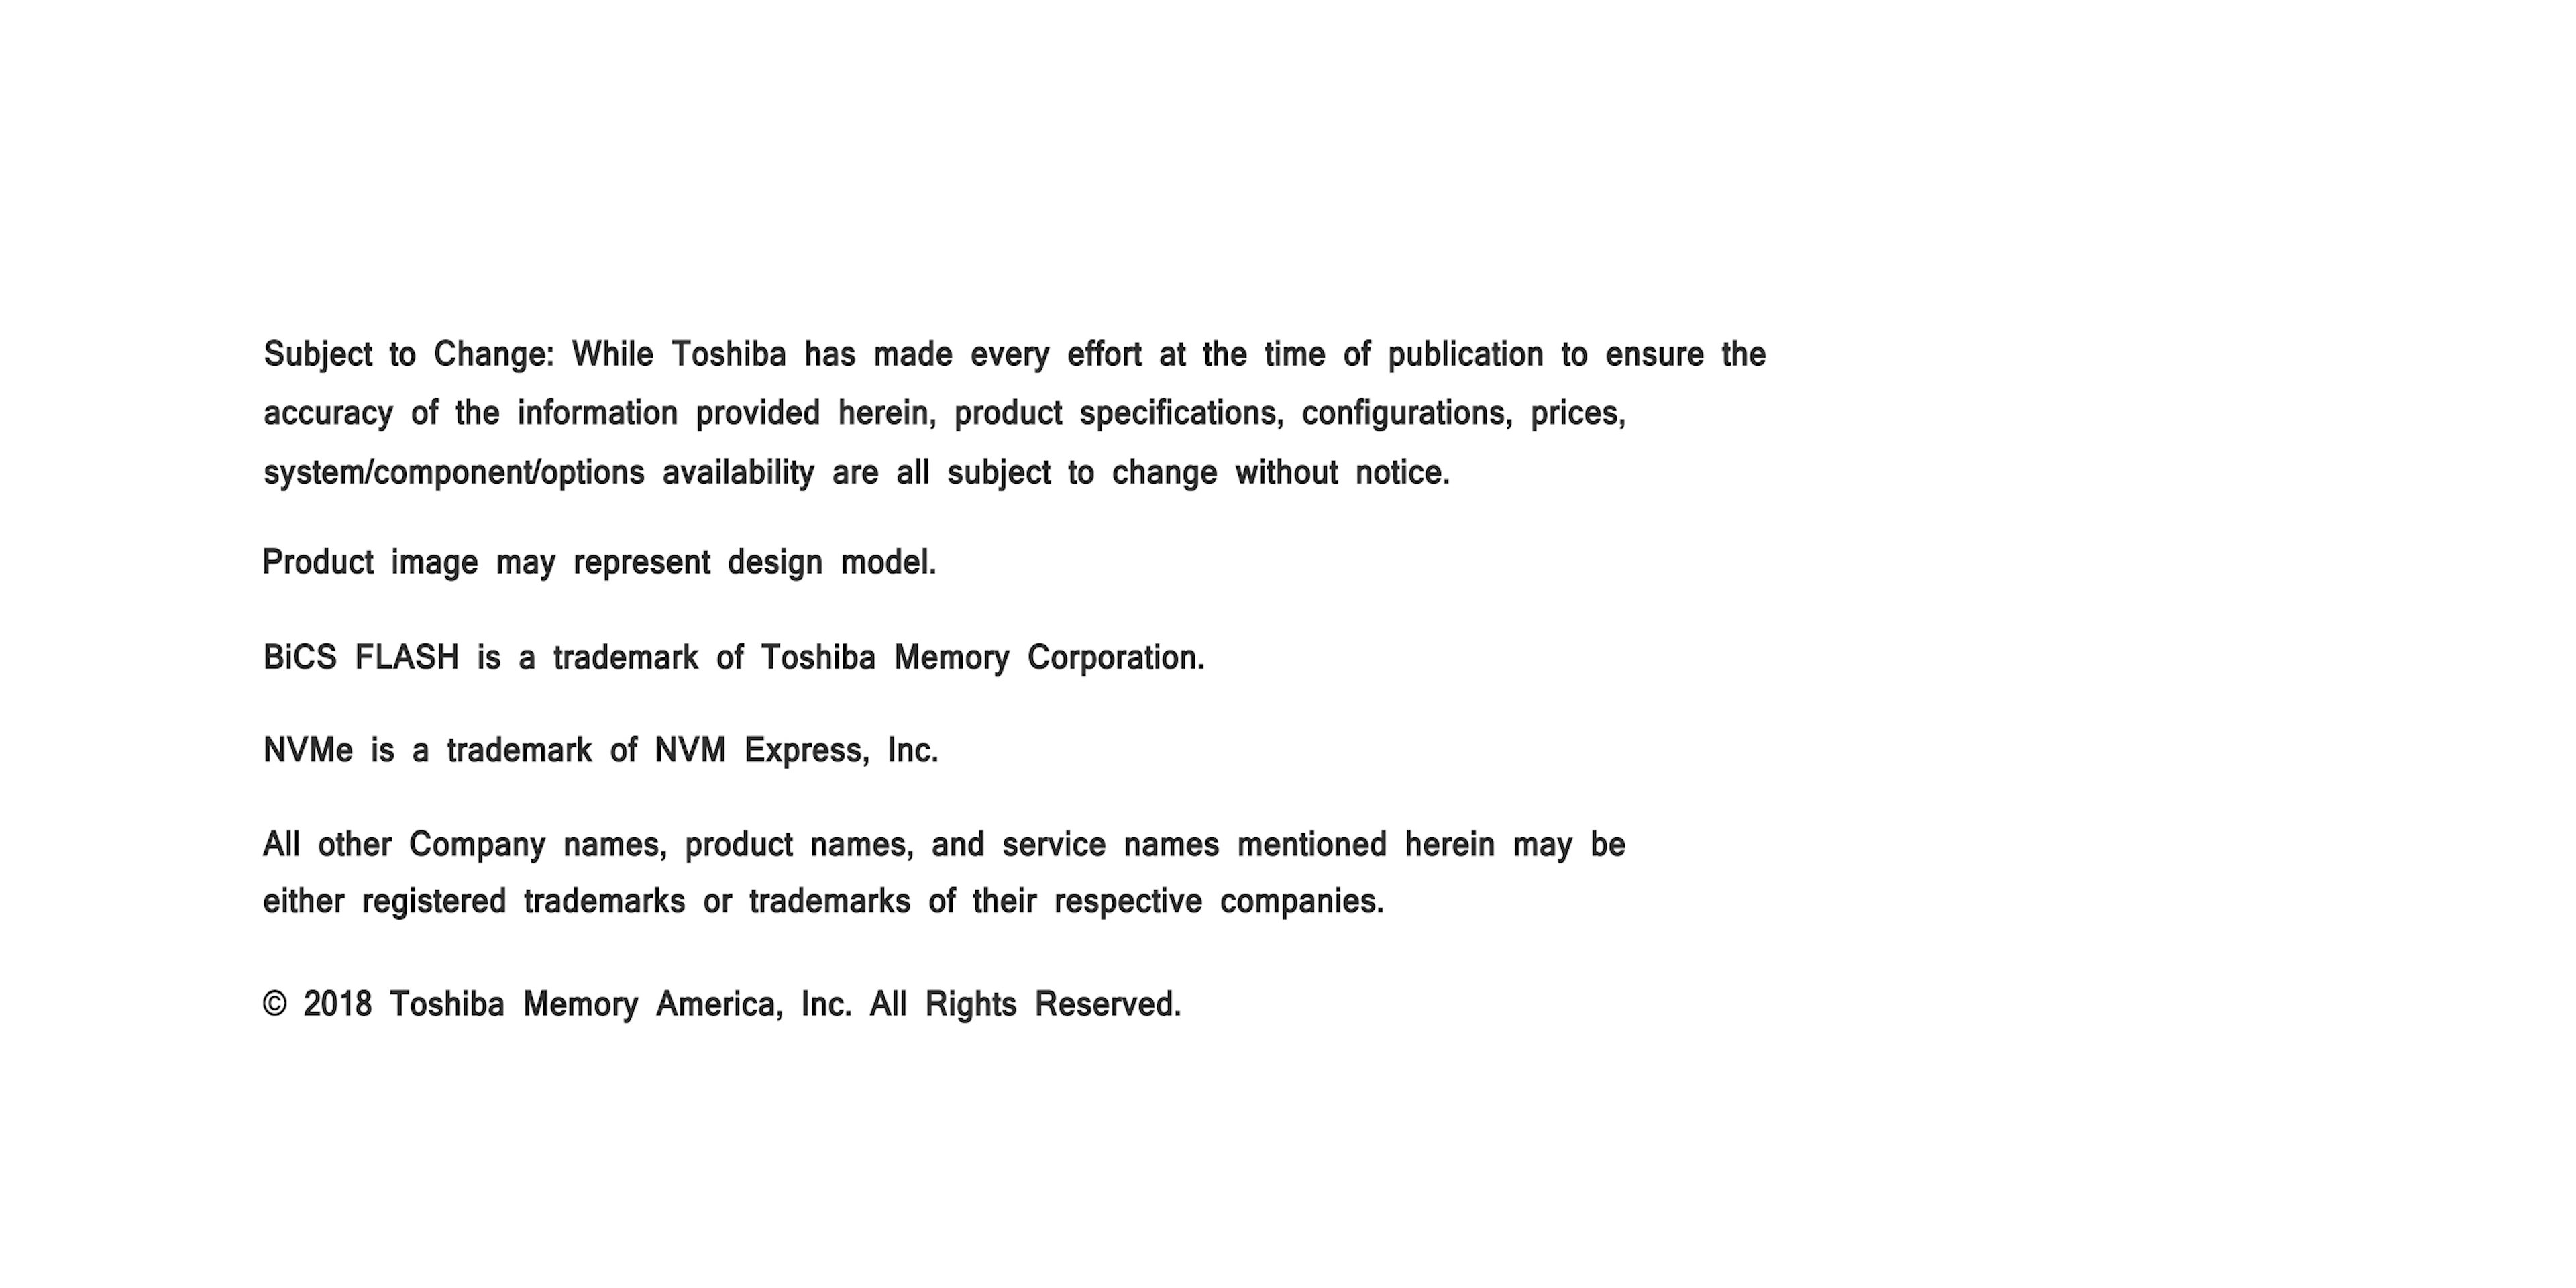 Subject to Change: While Toshiba has made every effort at the time of publication to ensure the
accuracy of the information provided herein, product specifications, configurations, prices,
system/component/options availability are all subject to change without notice.
Product image may represent design model.
BiCS FLASH is a trademark of Toshiba Memory Corporation.
NVMe is a trademark of NVM Express, Inc.
All other Company names, product names, and service names mentioned herein may be
either registered trademarks or trademarks of their respective companies.
© 2018 Toshiba Memory America, Inc. All Rights Reserved.